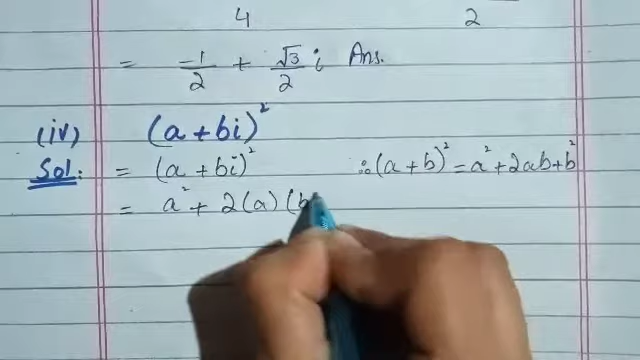 4 2
= -1/2 + √3/2 i Ans.
(iv) (a + bi)²
Sol: = (a + bi)² ∴ (a + b)² = a² + 2ab + b²
= a² + 2(a)(b